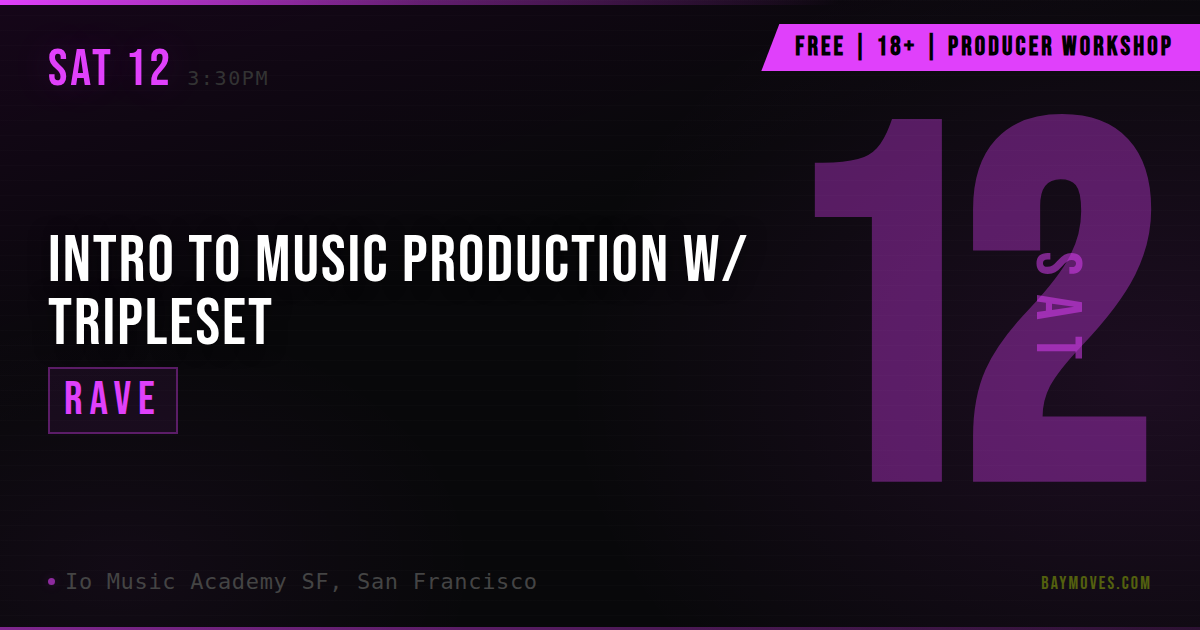 SAT 12 3:30PM
FREE | 18+ | PRODUCER WORKSHOP
12
SAT
INTRO TO MUSIC PRODUCTION W/
TRIPLESET
RAVE
Io Music Academy SF, San Francisco
BAYMOVES.COM